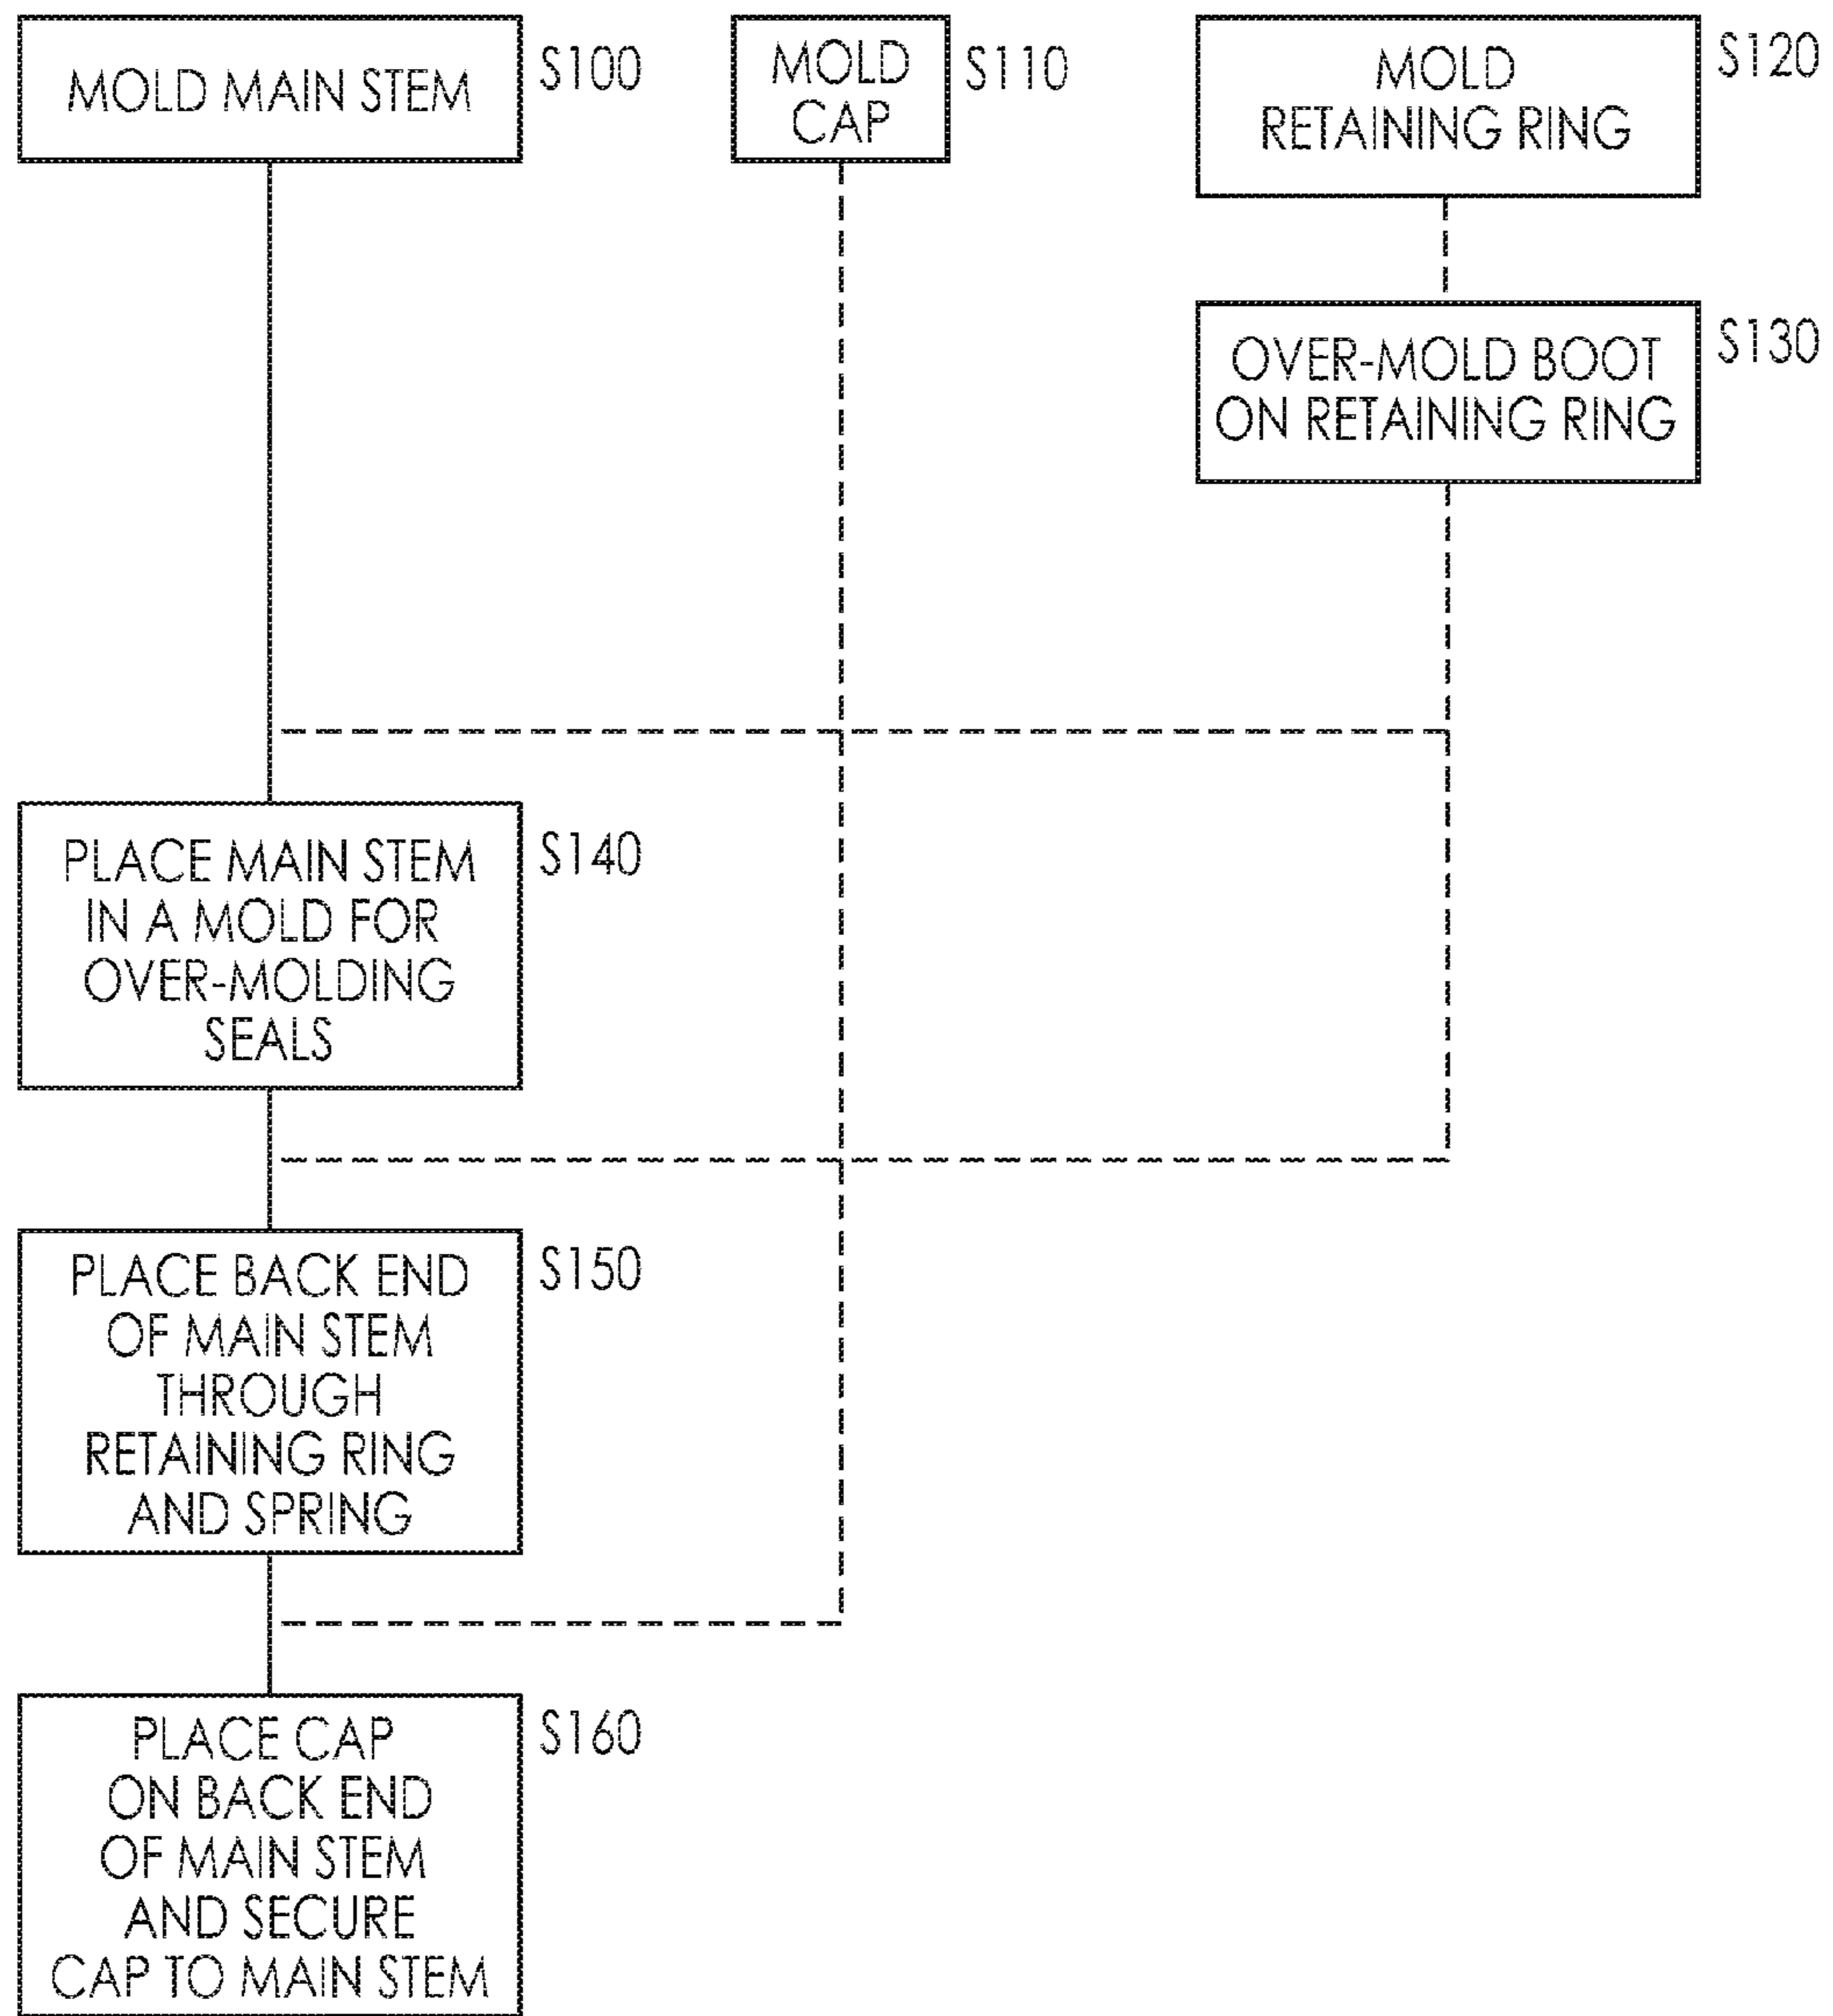 MOLD MAIN STEM
S100
MOLD
CAP
S110
MOLD
RETAINING RING
S120
OVER-MOLD BOOT
ON RETAINING RING
S130
PLACE MAIN STEM
IN A MOLD FOR
OVER-MOLDING
SEALS
S140
PLACE BACK END
OF MAIN STEM
THROUGH
RETAINING RING
AND SPRING
S150
PLACE CAP
ON BACK END
OF MAIN STEM
AND SECURE
CAP TO MAIN STEM
S160